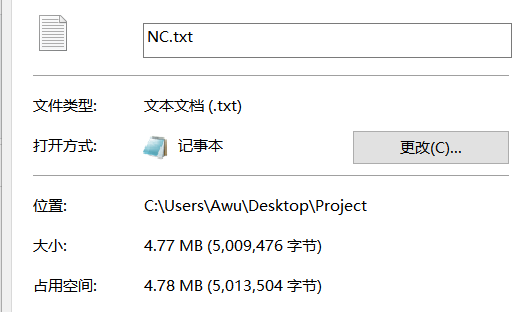 NC.txt
文件类型: 文本文档 (.txt)
打开方式: 记事本 更改(C)...
位置: C:\Users\Awu\Desktop\Project
大小: 4.77 MB (5,009,476 字节)
占用空间: 4.78 MB (5,013,504 字节)